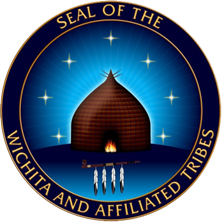 SEAL OF THE
WICHITA AND AFFILIATED TRIBES